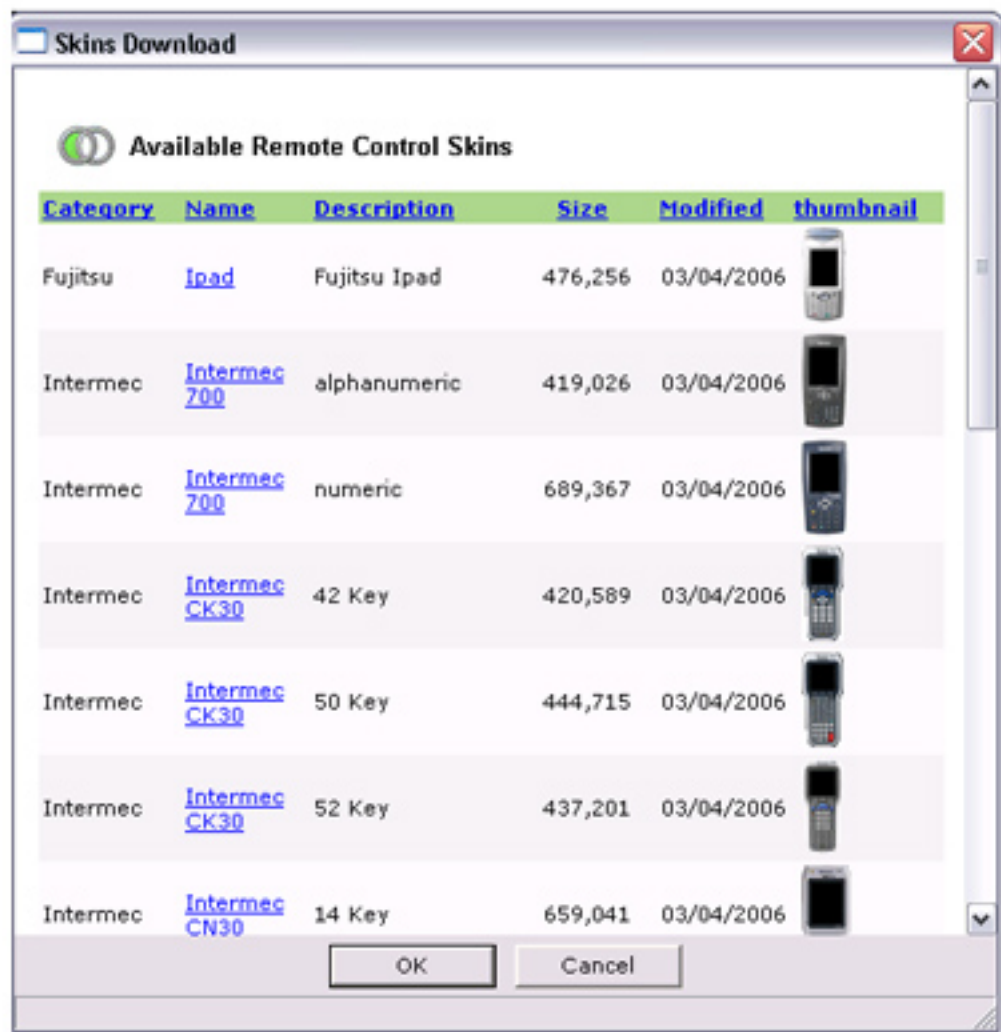 Skins Download
Available Remote Control Skins
Category Name Description Size Modified thumbnail
Fujitsu Ipad Fujitsu Ipad 476,256 03/04/2006
Intermec Intermec 700 alphanumeric 419,026 03/04/2006
Intermec Intermec 700 numeric 689,367 03/04/2006
Intermec Intermec CK30 42 Key 420,589 03/04/2006
Intermec Intermec CK30 50 Key 444,715 03/04/2006
Intermec Intermec CK30 52 Key 437,201 03/04/2006
Intermec Intermec CN30 14 Key 659,041 03/04/2006
OK Cancel